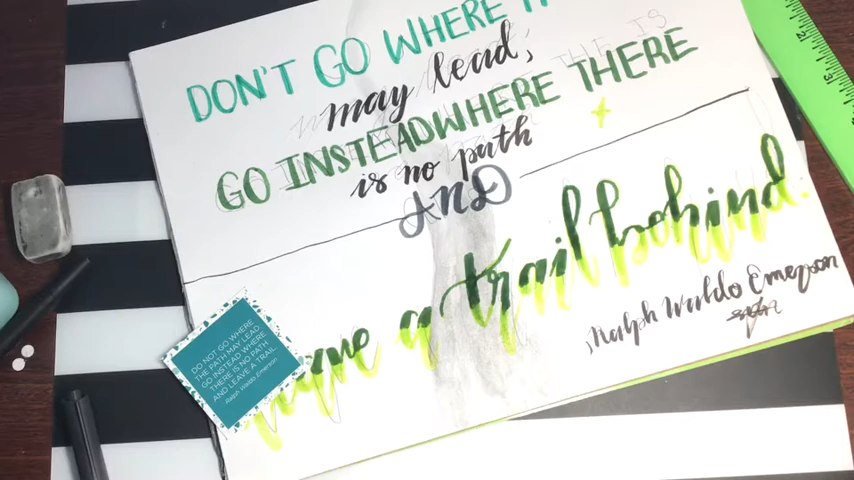 DON'T GO WHERE
may lead,
GO INSTEADWHERE THERE
is no path
AND
a trail behind.
,Ralph Waldo Emerson
DO NOT GO WHERE
THE PATH MAY LEAD
GO INSTEAD WHERE
THERE IS NO PATH
AND LEAVE A TRAIL.
Ralph Waldo Emerson